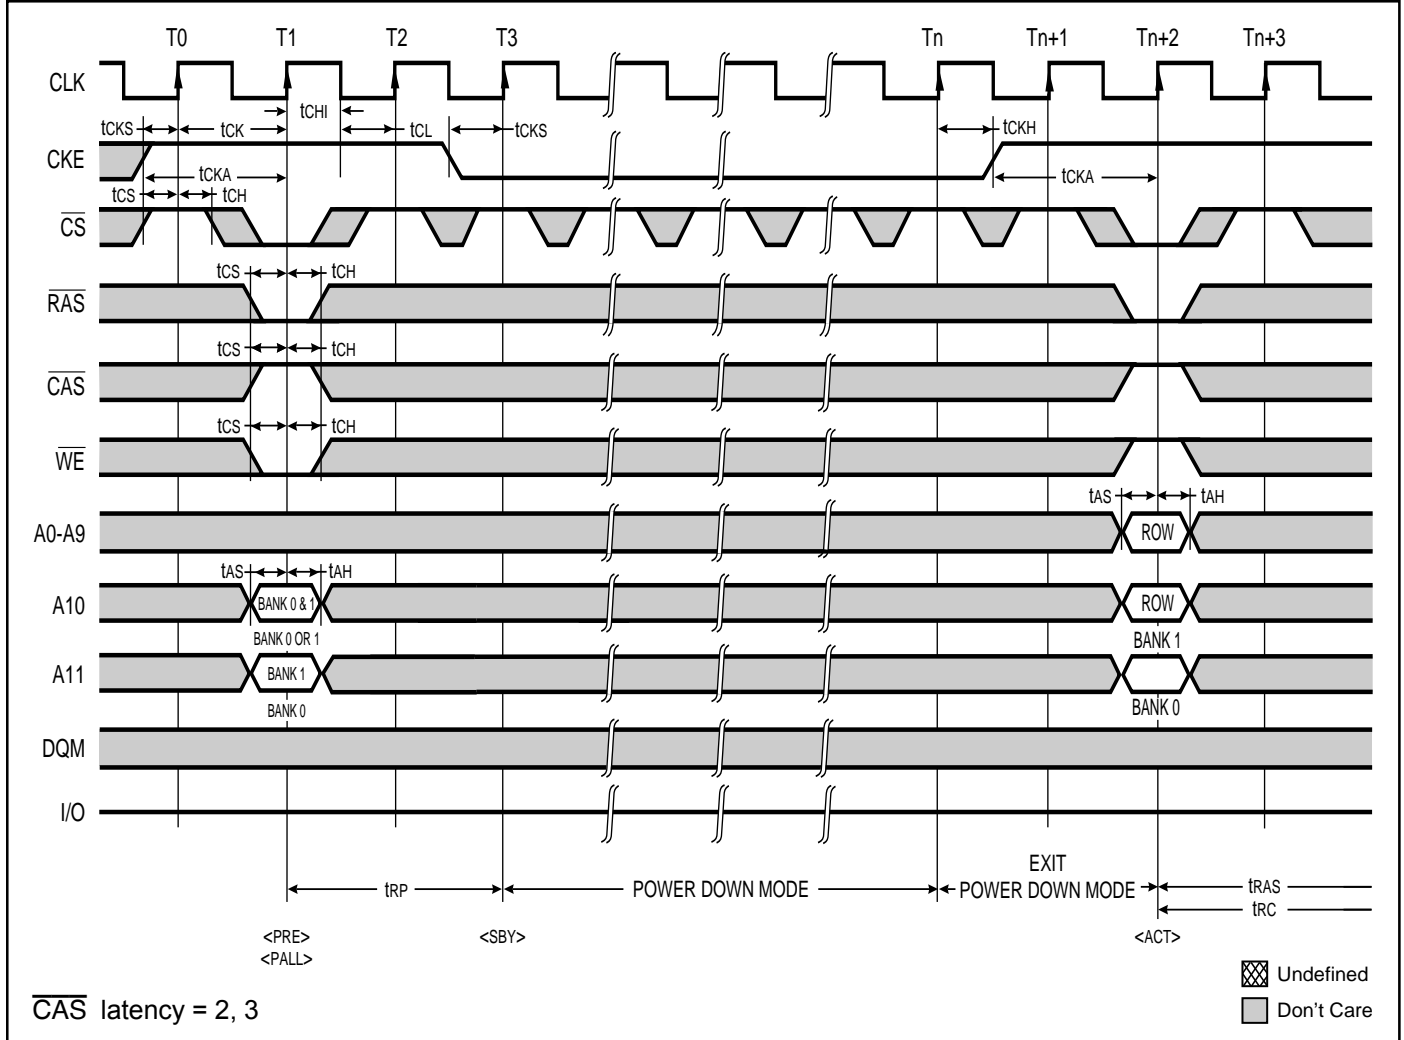 T0 T1 T2 T3 Tn Tn+1 Tn+2 Tn+3
CLK
tCHI
tCKS tCK tCL tCKS tCKH
CKE
tCKA tCKA
tCS tCH
CS
tCS tCH
RAS
tCS tCH
CAS
tCS tCH
WE
tAS tAH
A0-A9 ROW
tAS tAH
A10 BANK 0 & 1 ROW
BANK 0 OR 1 BANK 1
A11 BANK 1
BANK 0 BANK 0
DQM
I/O
EXIT
tRP POWER DOWN MODE POWER DOWN MODE tRAS
tRC
<PRE> <SBY> <ACT>
<PALL>
Undefined
CAS latency = 2, 3 Don't Care